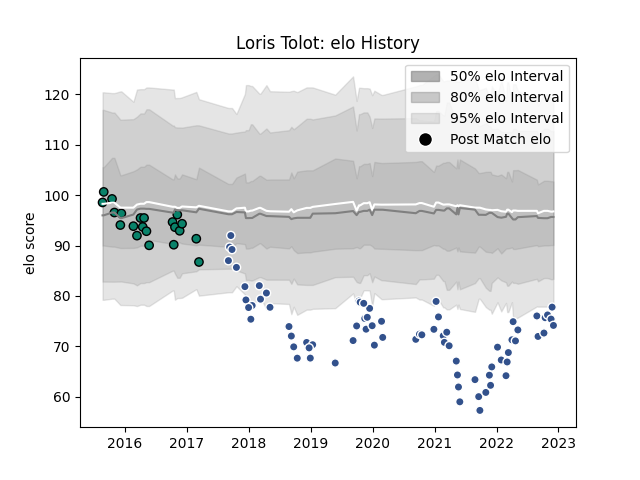 Loris Tolot: elo History
50% elo Interval
80% elo Interval
95% elo Interval
Post Match elo
elo score
120
110
100
90
80
70
60
2016 2017 2018 2019 2020 2021 2022 2023